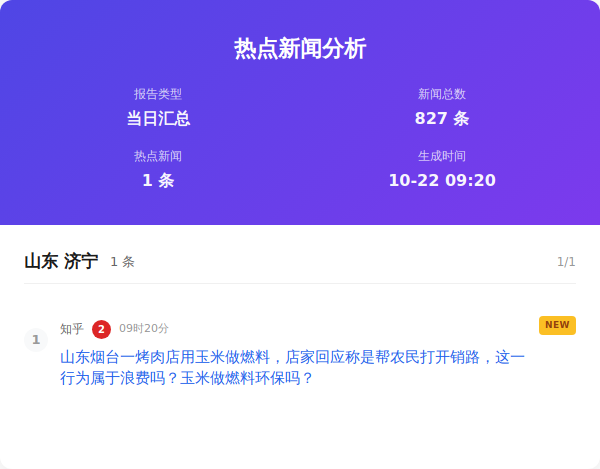 热点新闻分析
报告类型
新闻总数
当日汇总
827 条
热点新闻
生成时间
1 条
10-22 09:20
山东 济宁 1 条 1/1
1 知乎 2 09时20分 NEW
山东烟台一烤肉店用玉米做燃料，店家回应称是帮农民打开销路，这一
行为属于浪费吗？玉米做燃料环保吗？